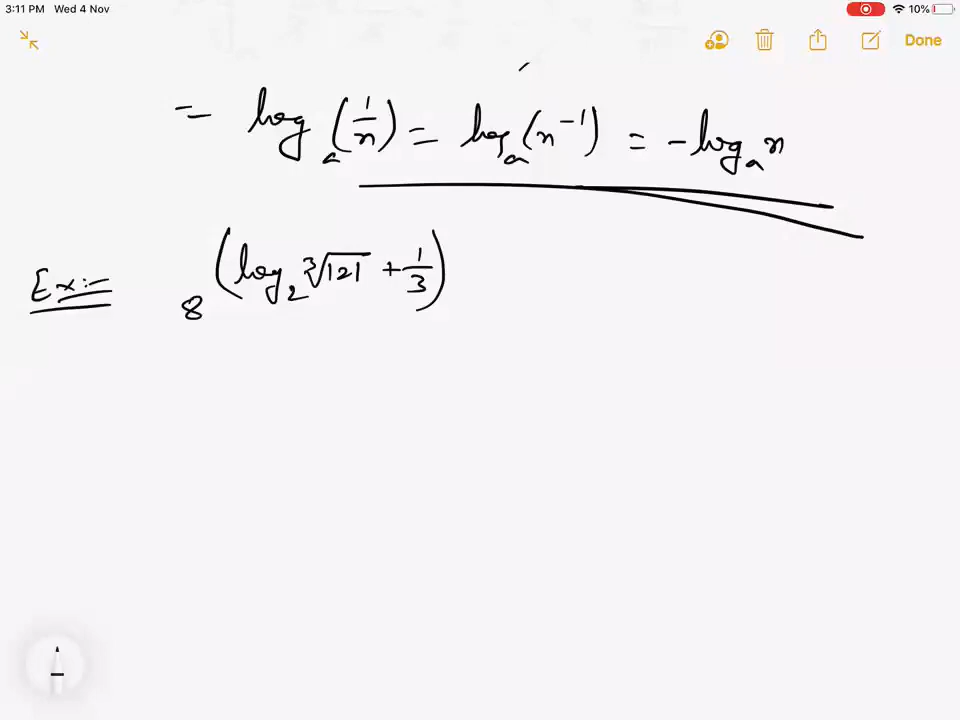 3:11 PM Wed 4 Nov 10%
Done
= log_a (1/n) = log_a (n^-1) = -log_a n
Ex:- 8^(log_2 ∛121 + 1/3)